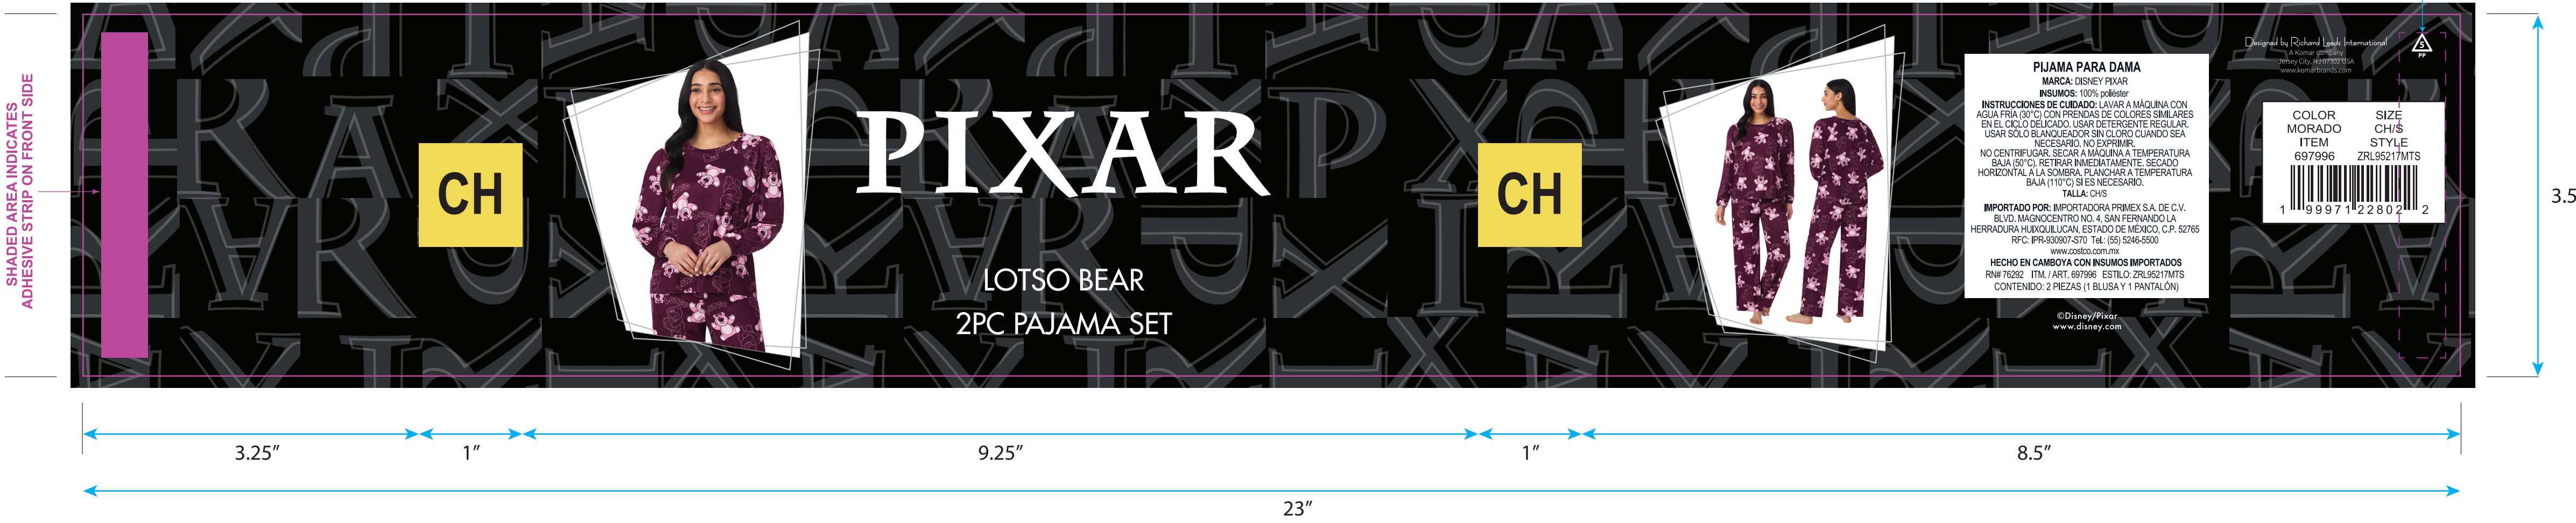 SHADED AREA INDICATES
ADHESIVE STRIP ON FRONT SIDE
CH
PIXAR
LOTSO BEAR
2PC PAJAMA SET
CH
PIJAMA PARA DAMA
MARCA: DISNEY PIXAR
INSUMOS: 100% poliéster
INSTRUCCIONES DE CUIDADO: LAVAR A MÁQUINA CON
AGUA FRÍA (30°C) CON PRENDAS DE COLORES SIMILARES
EN EL CICLO DELICADO. USAR DETERGENTE REGULAR.
USAR SÓLO BLANQUEADOR SIN CLORO CUANDO SEA
NECESARIO. NO EXPRIMIR.
NO CENTRIFUGAR. SECAR A MÁQUINA A TEMPERATURA
BAJA (50°C). RETIRAR INMEDIATAMENTE. SECADO
HORIZONTAL A LA SOMBRA. PLANCHAR A TEMPERATURA
BAJA (110°C) SI ES NECESARIO.
TALLA: CH/S
IMPORTADO POR: IMPORTADORA PRIMEX S.A. DE C.V.
BLVD. MAGNOCENTRO NO. 4, SAN FERNANDO LA
HERRADURA HUIXQUILUCAN, ESTADO DE MÉXICO, C.P. 52765
RFC: IPR-930907-S70 Tel.: (55) 5246-5500
www.costco.com.mx
HECHO EN CAMBOYA CON INSUMOS IMPORTADOS
RN# 76292 ITM. / ART. 697996 ESTILO: ZRL95217MTS
CONTENIDO: 2 PIEZAS (1 BLUSA Y 1 PANTALÓN)
©Disney/Pixar
www.disney.com
Designed by Richard Leeds International
A Komar company
Jersey City, NJ 07302 USA
www.komarbrands.com
5
PP
COLOR SIZE
MORADO CH/S
ITEM STYLE
697996 ZRL95217MTS
1 99971 22802 2
3.5
3.25” 1” 9.25” 1” 8.5”
23”